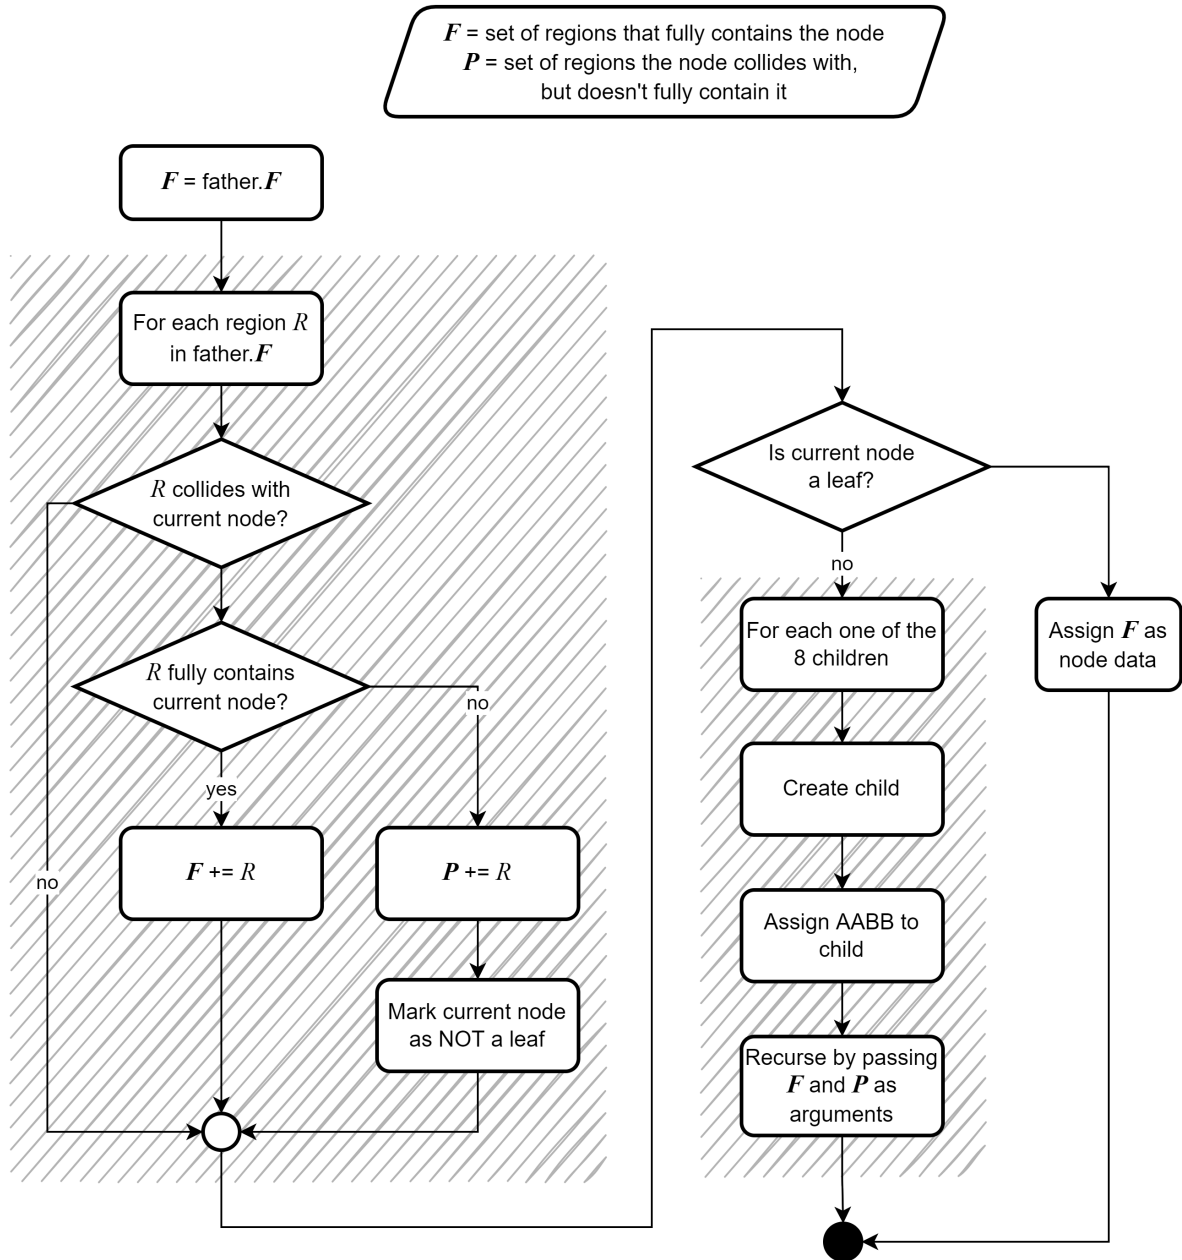 F = set of regions that fully contains the node
P = set of regions the node collides with,
but doesn't fully contain it
F = father.F
For each region R
in father.F
R collides with
current node?
R fully contains
current node?
no
yes
F += R
P += R
no
Mark current node
as NOT a leaf
Is current node
a leaf?
no
For each one of the
8 children
Assign F as
node data
Create child
Assign AABB to
child
Recurse by passing
F and P as
arguments